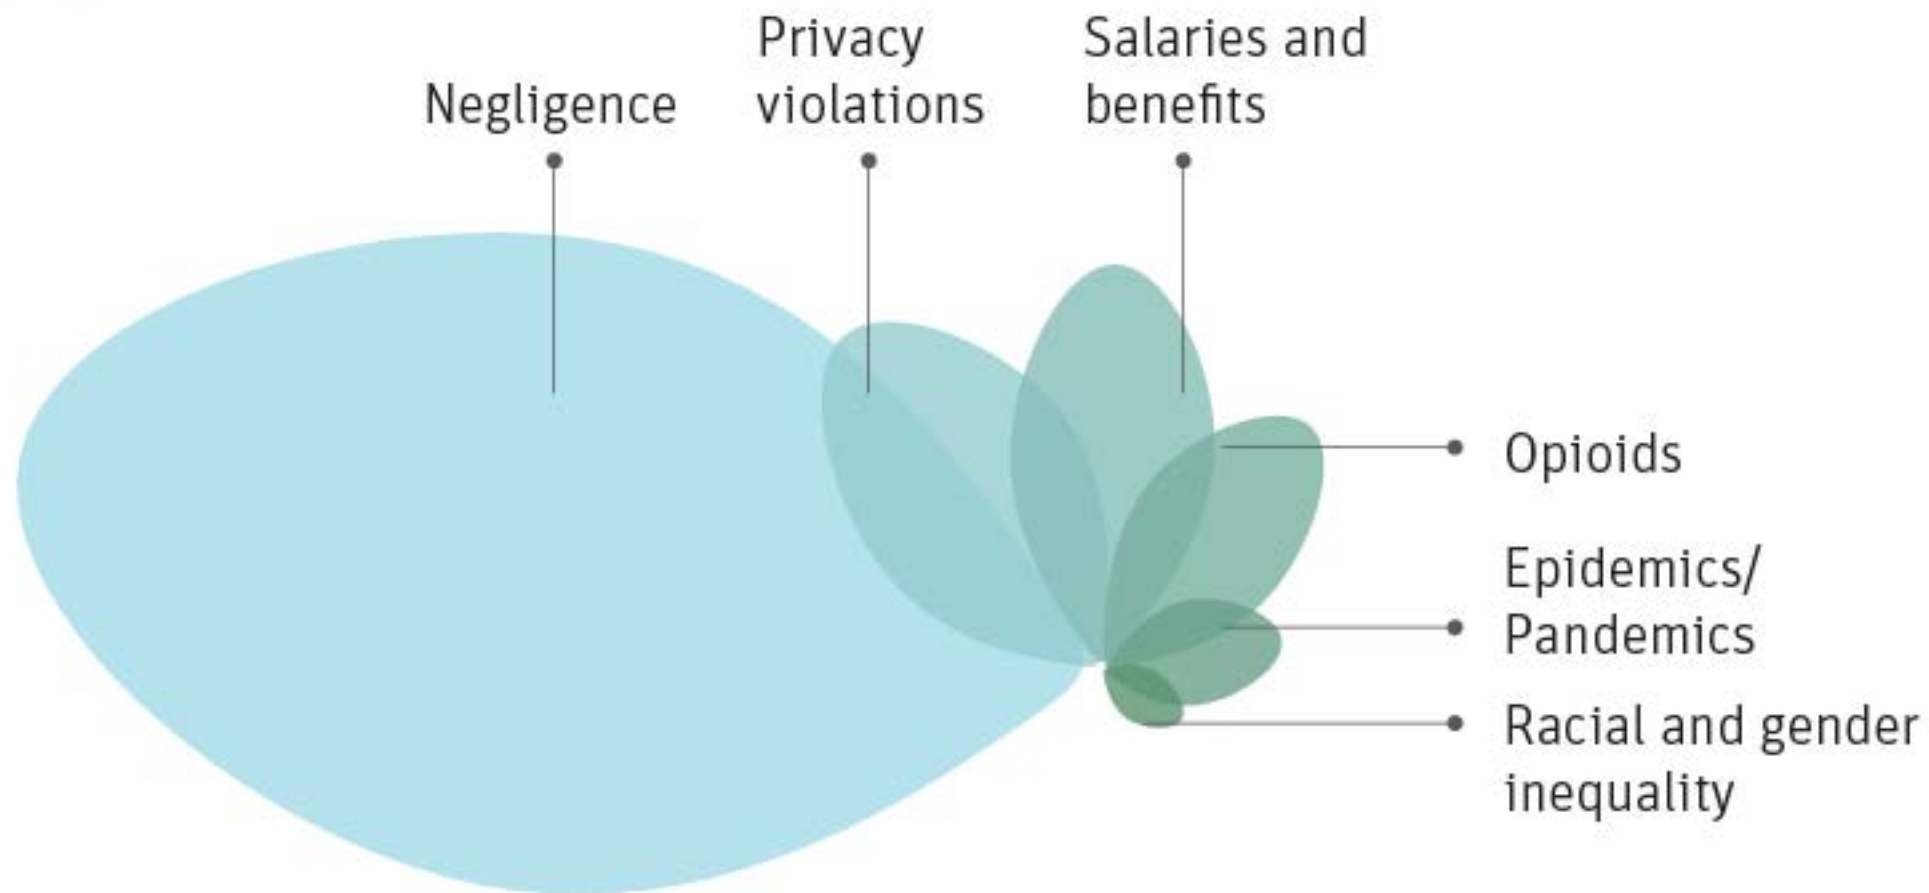 Negligence
Privacy
violations
Salaries and
benefits
Opioids
Epidemics/
Pandemics
Racial and gender
inequality